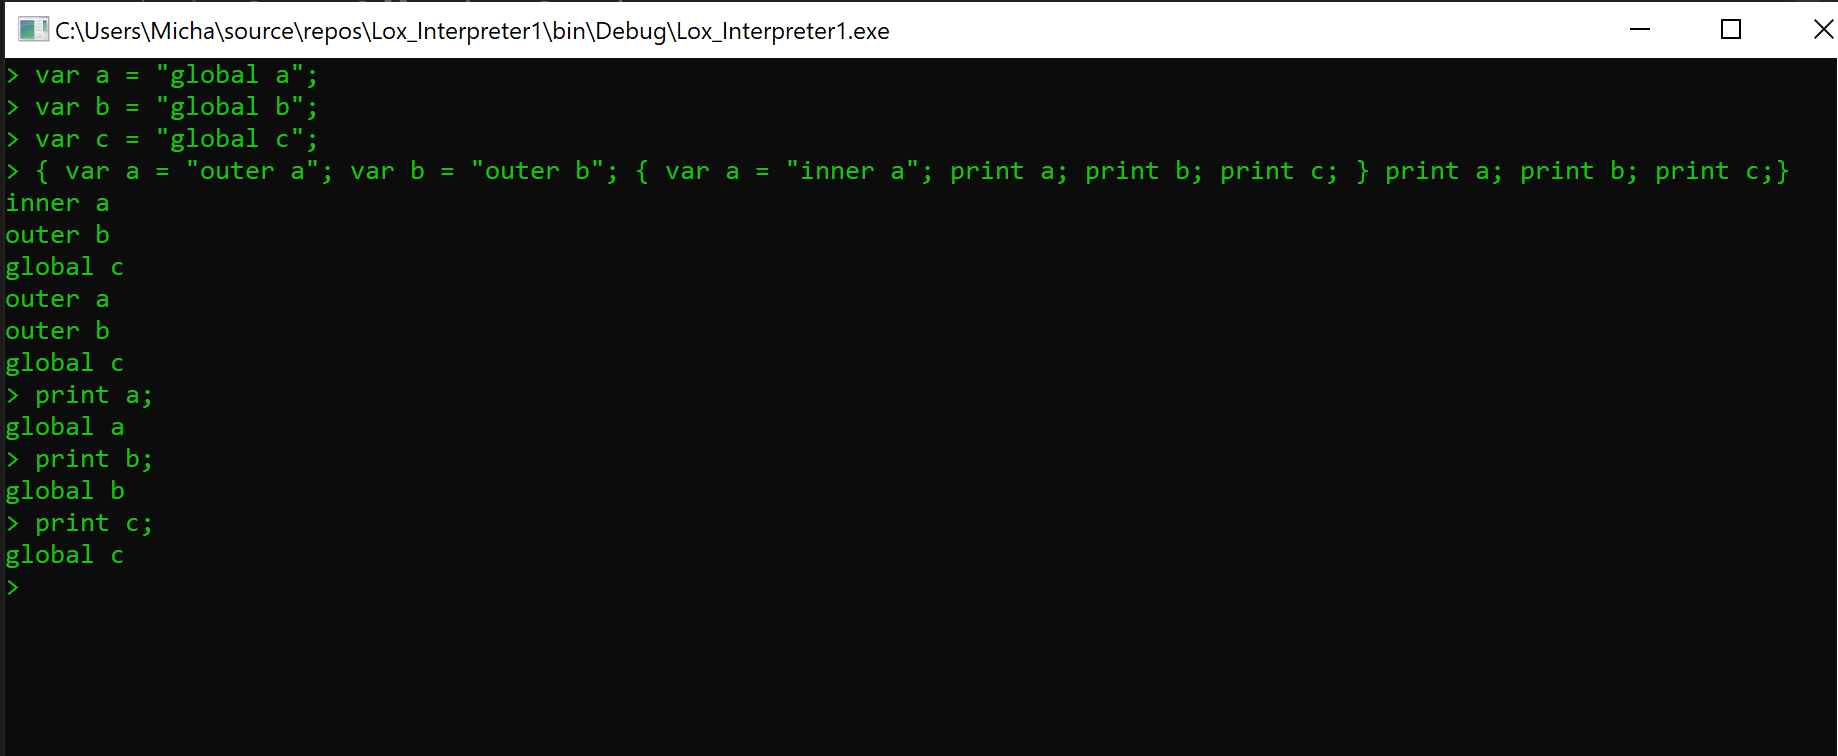 C:\Users\Micha\source\repos\Lox_Interpreter1\bin\Debug\Lox_Interpreter1.exe
> var a = "global a";
> var b = "global b";
> var c = "global c";
> { var a = "outer a"; var b = "outer b"; { var a = "inner a"; print a; print b; print c; } print a; print b; print c;}
inner a
outer b
global c
outer a
outer b
global c
> print a;
global a
> print b;
global b
> print c;
global c
>